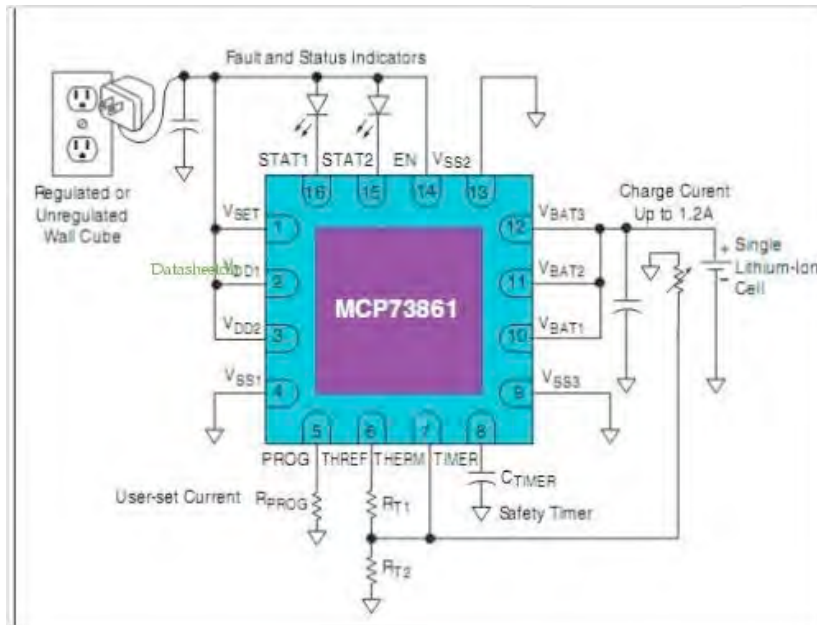 Fault and Status Indicators
STAT1 STAT2 EN VSS2
16 15 14 13
Regulated or
Unregulated
Wall Cube
Charge Curent
Up to 1.2A
VSET 1
VDD1 2
VDD2 3
VSS1 4
MCP73861
12 VBAT3
11 VBAT2
10 VBAT1
9 VSS3
+ Single
Lithium-Ion
- Cell
5 6 7 8
PROG THREF THERM TIMER
User-set Current RPROG
RT1
CTIMER
Safety Timer
RT2